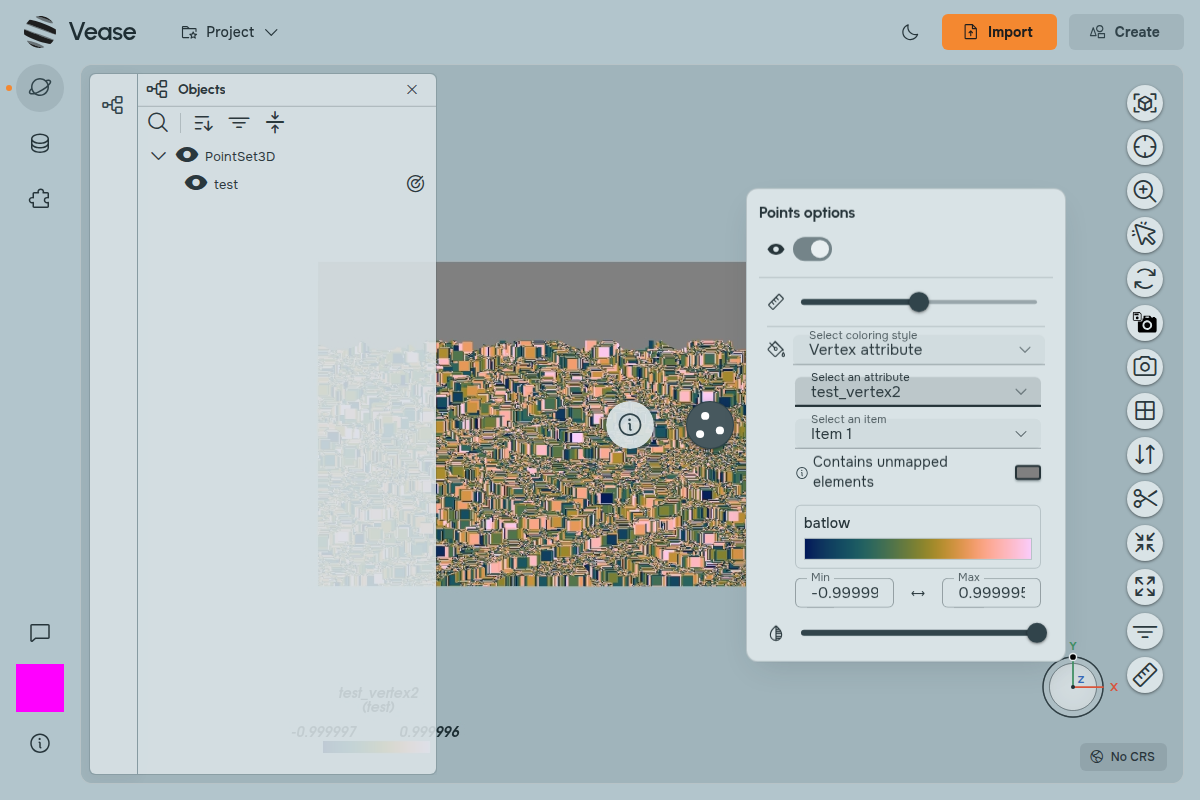 Vease
Project
Import
Create
Objects
PointSet3D
test
Points options
Select coloring style
Vertex attribute
Select an attribute
test_vertex2
Select an item
Item 1
Contains unmapped
elements
batlow
Min
-0.99999
Max
0.999995
test_vertex2
(test)
-0.999997
0.999996
Y
Z
X
No CRS